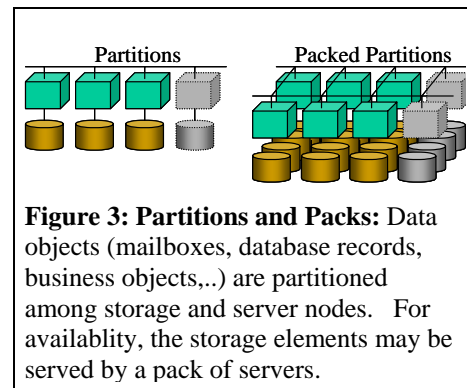 Partitions
Packed Partitions
Figure 3: Partitions and Packs: Data
objects (mailboxes, database records,
business objects,..) are partitioned
among storage and server nodes.   For
availablity, the storage elements may be
served by a pack of servers.